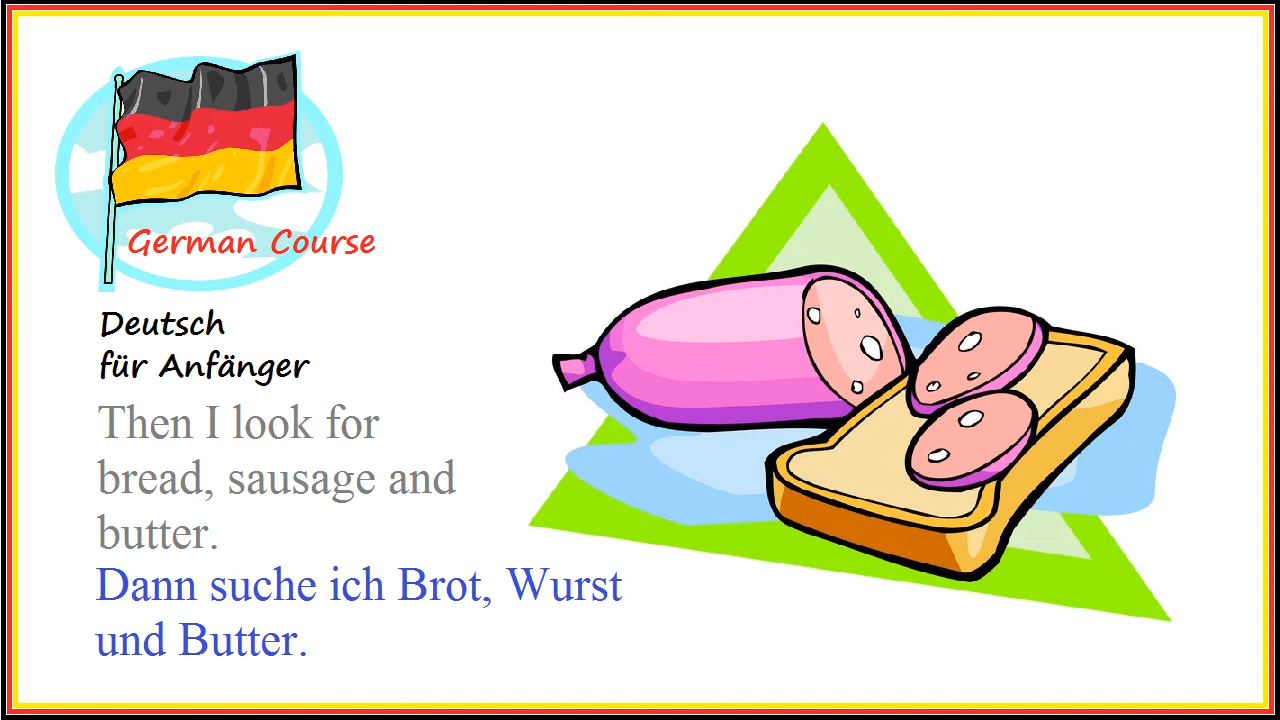 German Course
Deutsch
für Anfänger
Then I look for
bread, sausage and
butter.
Dann suche ich Brot, Wurst
und Butter.